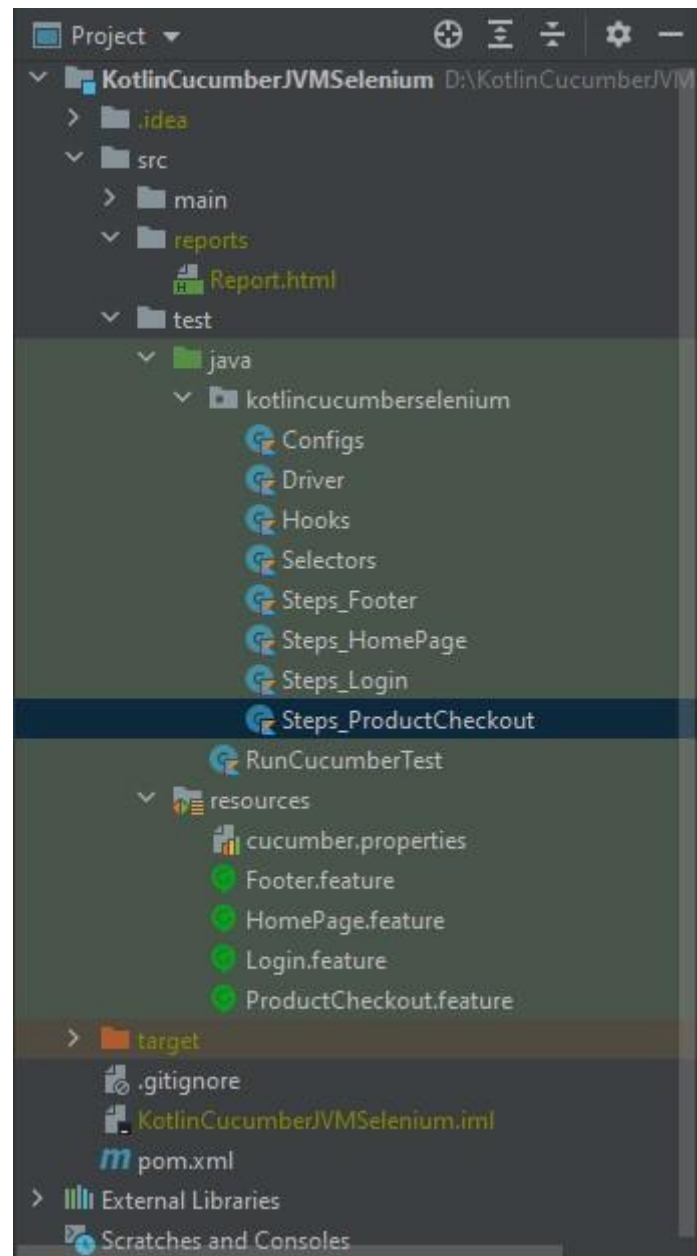 Project
KotlinCucumberJVMSelenium D:\KotlinCucumberJVM
.idea
src
main
reports
Report.html
test
java
kotlincucumberselenium
Configs
Driver
Hooks
Selectors
Steps_Footer
Steps_HomePage
Steps_Login
Steps_ProductCheckout
RunCucumberTest
resources
cucumber.properties
Footer.feature
HomePage.feature
Login.feature
ProductCheckout.feature
target
.gitignore
KotlinCucumberJVMSelenium.iml
pom.xml
External Libraries
Scratches and Consoles